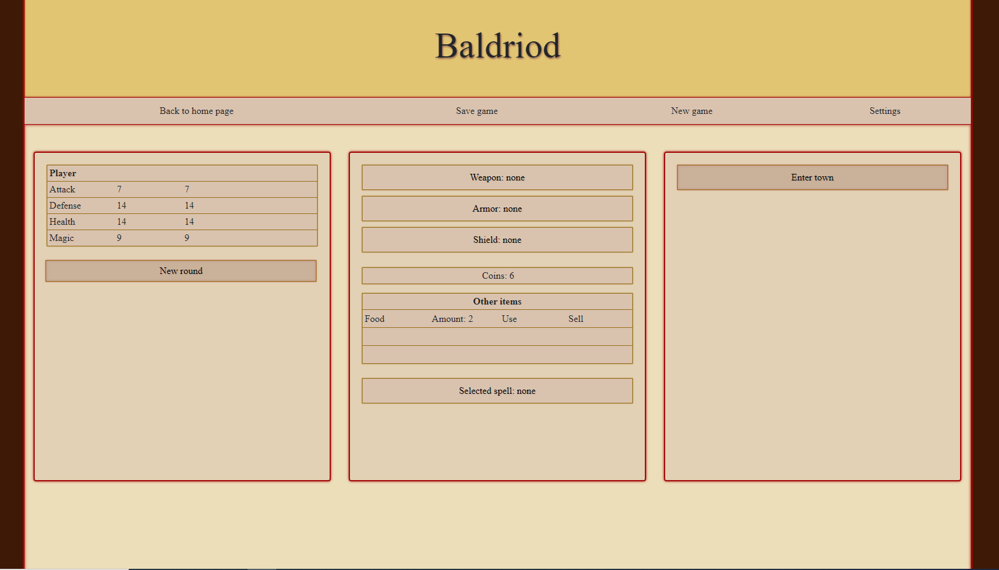 Baldriod
Back to home page Save game New game Settings
Player
Attack 7 7
Defense 14 14
Health 14 14
Magic 9 9
New round
Weapon: none
Armor: none
Shield: none
Coins: 6
Other items
Food Amount: 2 Use Sell
Selected spell: none
Enter town